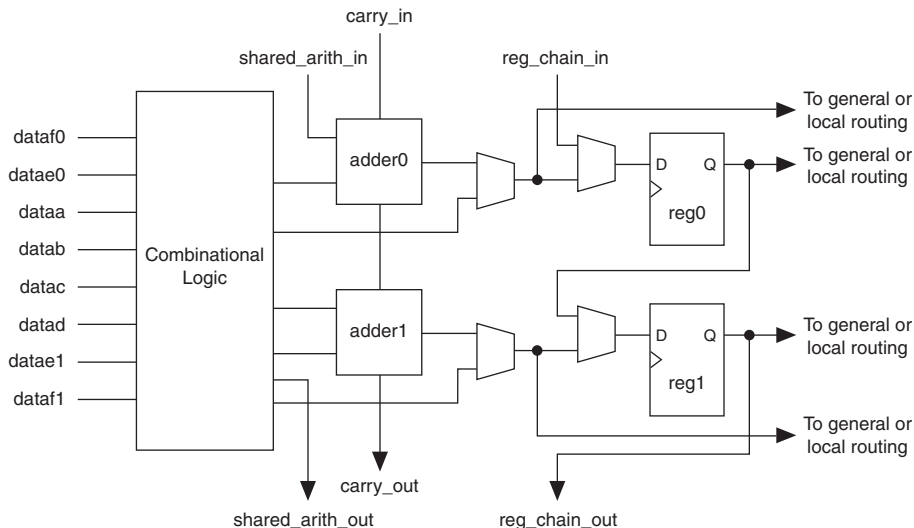 carry_in
shared_arith_in
reg_chain_in
To general or
local routing
dataf0
datae0
dataa
datab
datac
datad
datae1
dataf1
Combinational
Logic
adder0
D
Q
reg0
To general or
local routing
adder1
D
Q
reg1
To general or
local routing
To general or
local routing
carry_out
shared_arith_out
reg_chain_out